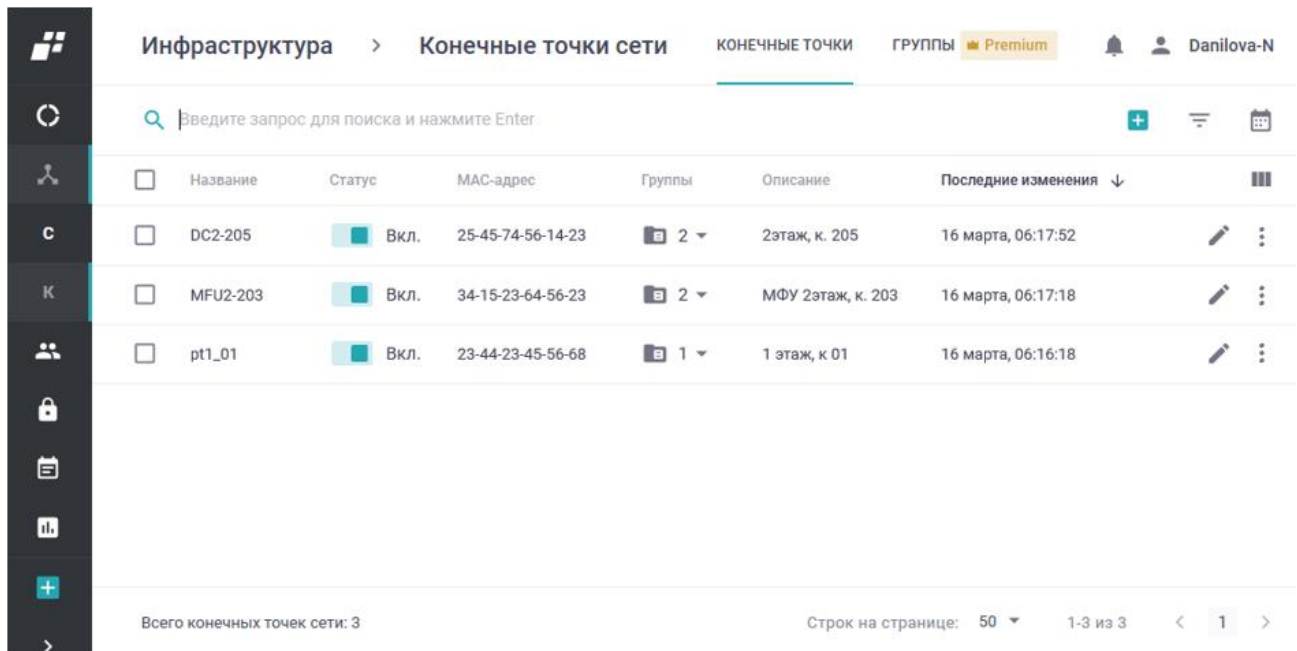 Инфраструктура > Конечные точки сети КОНЕЧНЫЕ ТОЧКИ ГРУППЫ Premium Danilova-N
Введите запрос для поиска и нажмите Enter
Название Статус MAC-адрес Группы Описание Последние изменения
DC2-205 Вкл. 25-45-74-56-14-23 2 2этаж, к. 205 16 марта, 06:17:52
MFU2-203 Вкл. 34-15-23-64-56-23 2 МФУ 2этаж, к. 203 16 марта, 06:17:18
pt1_01 Вкл. 23-44-23-45-56-68 1 1 этаж, к 01 16 марта, 06:16:18
С
К
Всего конечных точек сети: 3 Строк на странице: 50 1-3 из 3 < 1 >